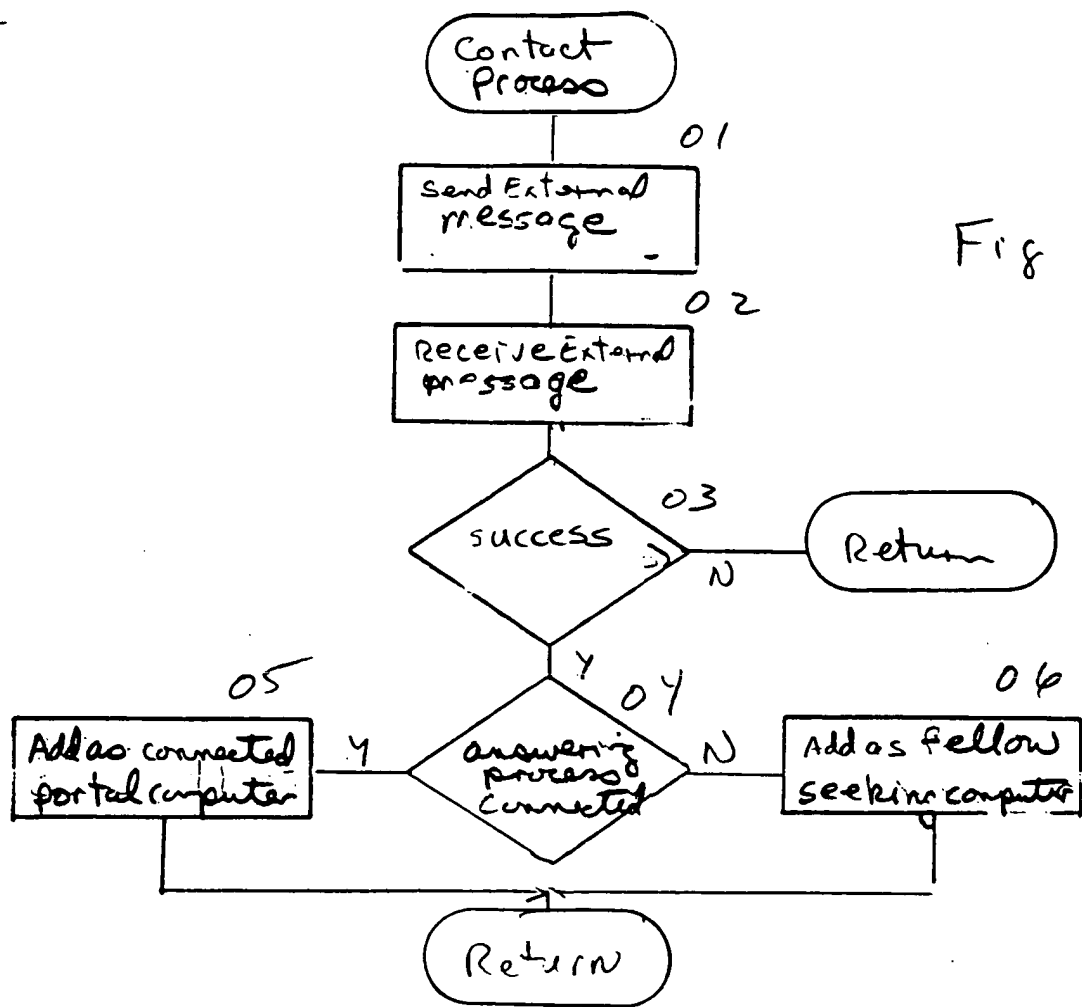 Contact
Process
01
Send External
message
Fig
02
Receive External
message
03
success
Return
N
Y
05
04
06
Add as connected
portal computer
Y
answering
process
connected
N
Add as fellow
seeking computer
Return